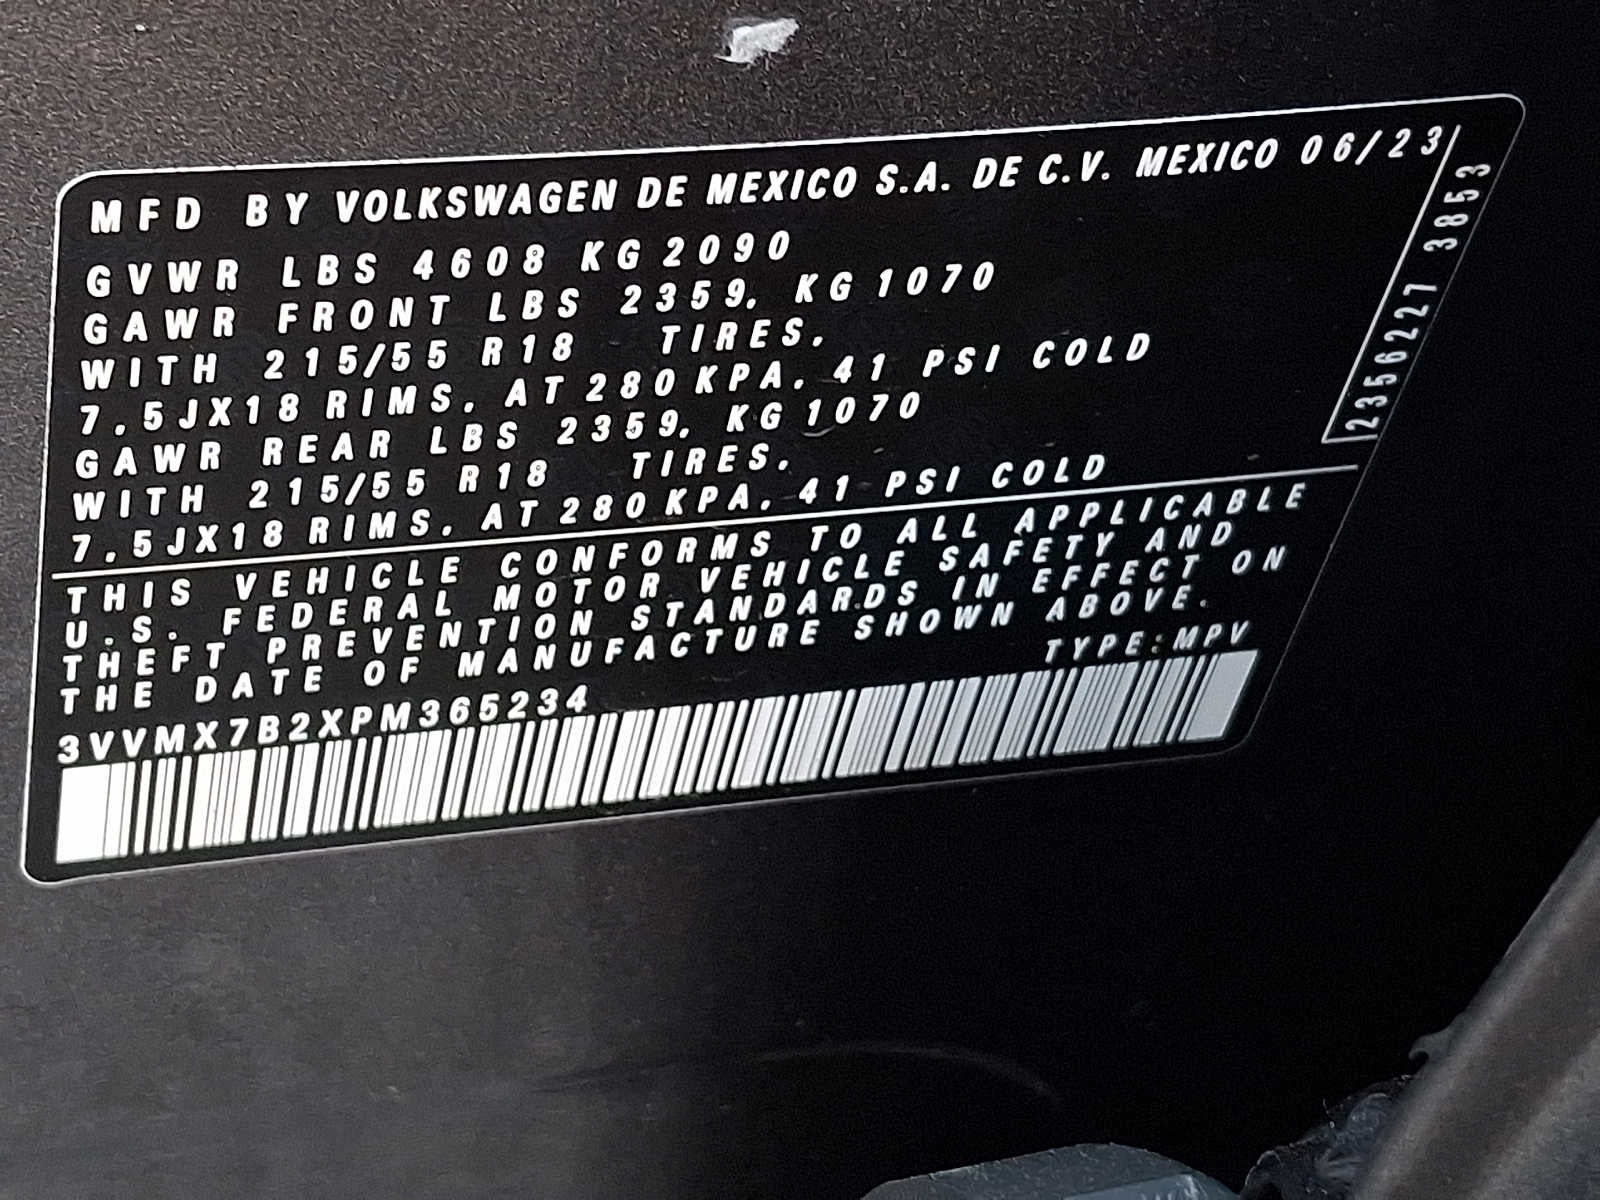 MFD BY VOLKSWAGEN DE MEXICO S.A. DE C.V. MEXICO 06/23
GVWR LBS 4608 KG 2090
GAWR FRONT LBS 2359. KG 1070
WITH 215/55 R18 TIRES.
7.5JX18 RIMS. AT 280 KPA. 41 PSI COLD
GAWR REAR LBS 2359. KG 1070
WITH 215/55 R18 TIRES.
7.5JX18 RIMS. AT 280 KPA. 41 PSI COLD
2356227 3853
THIS VEHICLE CONFORMS TO ALL APPLICABLE
U.S. FEDERAL MOTOR VEHICLE SAFETY AND
THEFT PREVENTION STANDARDS IN EFFECT ON
THE DATE OF MANUFACTURE SHOWN ABOVE.
TYPE: MPV
3VVMX7B2XPM365234